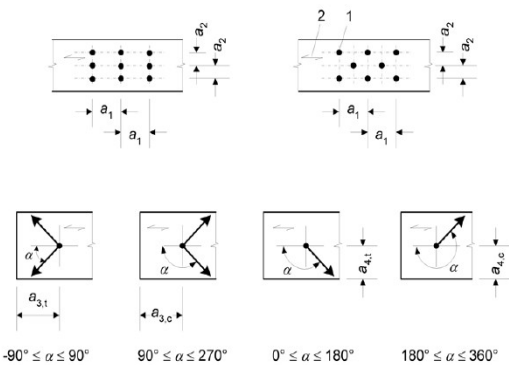 a2
a2
a1
a1
2
1
a2
a2
a1
a1
α
a3,t
α
a3,c
α
a4,t
α
a4,c
-90° ≤ α ≤ 90°
90° ≤ α ≤ 270°
0° ≤ α ≤ 180°
180° ≤ α ≤ 360°